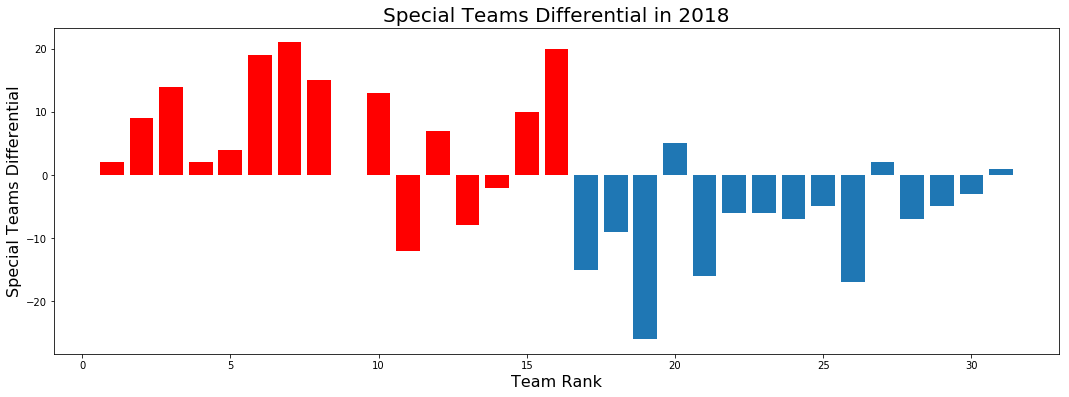 Special Teams Differential in 2018
Special Teams Differential
20
10
0
−10
−20
0 5 10 15 20 25 30
Team Rank